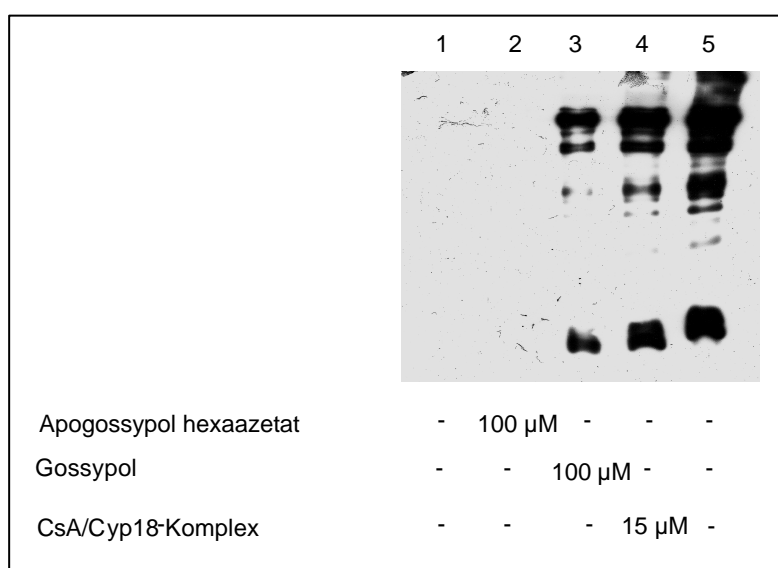 1 2 3 4 5
Apogossypol hexaazetat - 100 µM - - -
Gossypol - - 100 µM - -
CsA/Cyp18-Komplex - - - 15 µM -